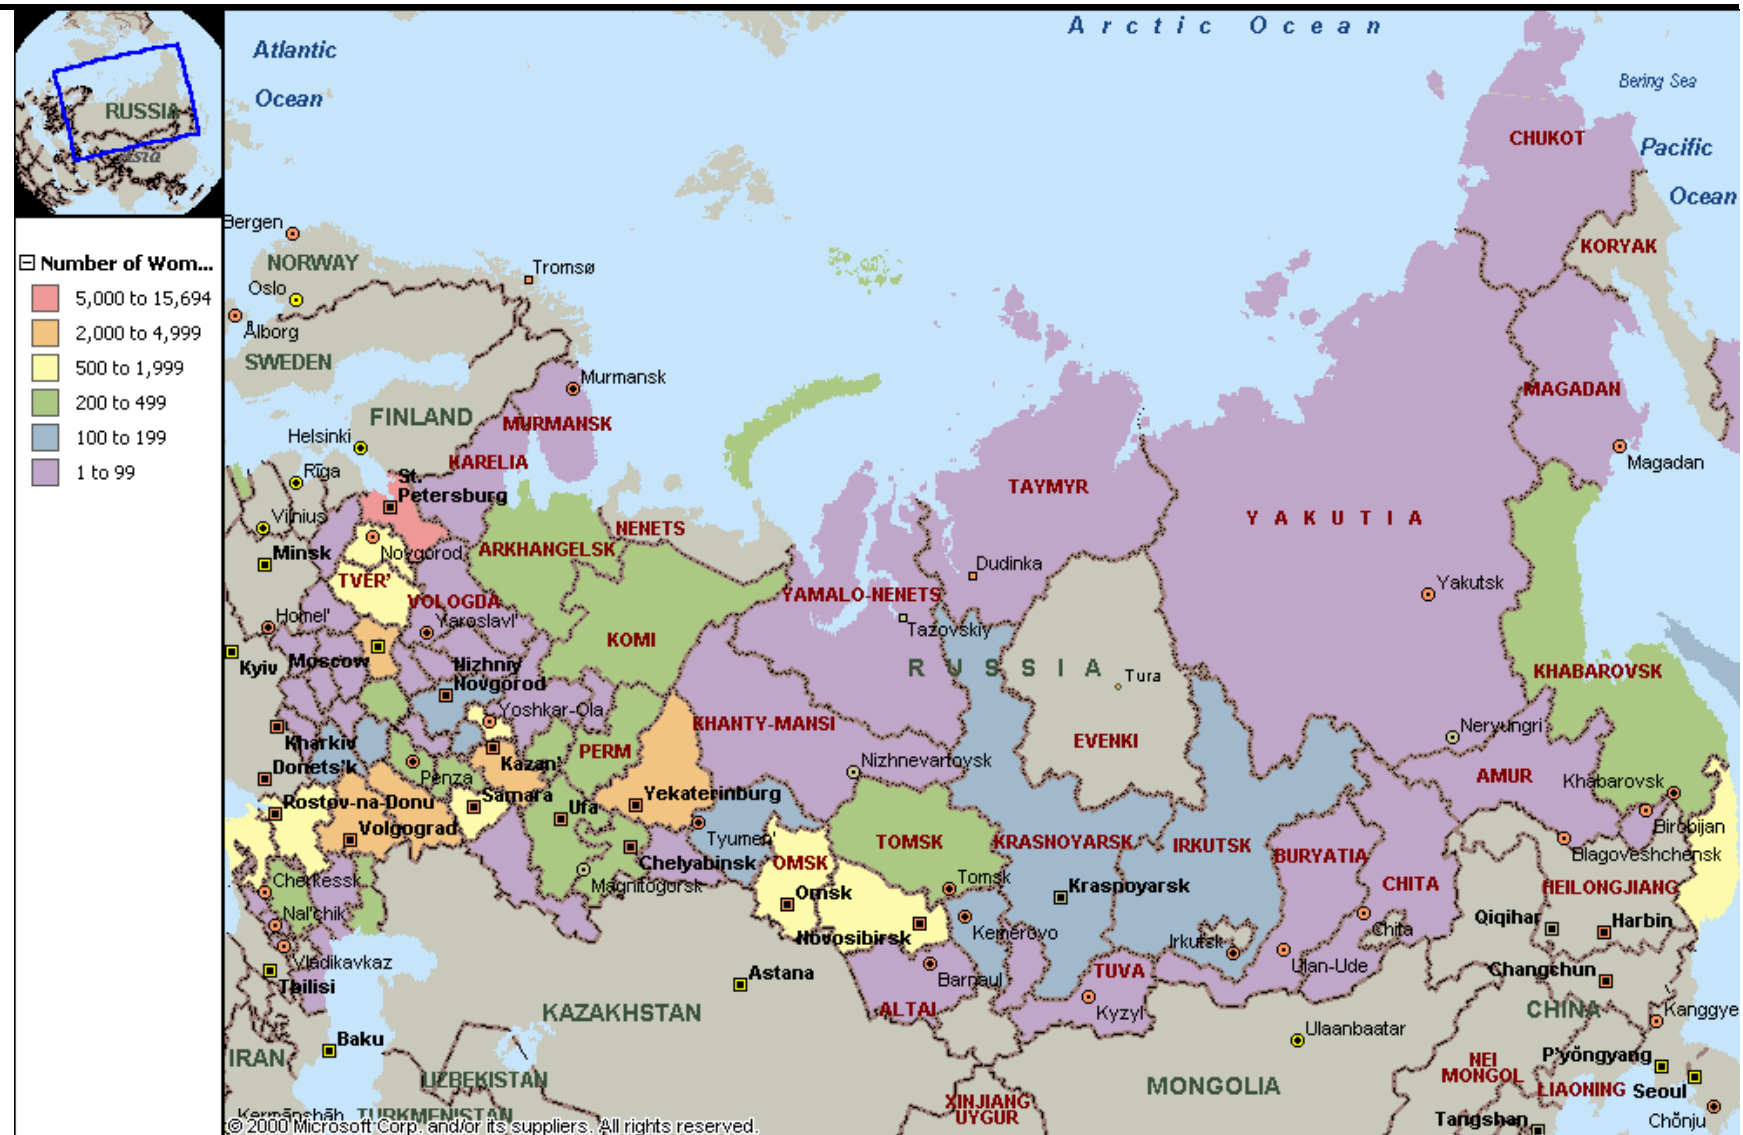 Arctic Ocean
Atlantic
Ocean
Bering Sea
RUSSIA
Asia
CHUKOT
Pacific
Ocean
Bergen
KORYAK
NORWAY
Tromsø
Number of Wom...
Oslo
5,000 to 15,694
2,000 to 4,999
500 to 1,999
200 to 499
100 to 199
1 to 99
Ålborg
SWEDEN
Murmansk
MAGADAN
FINLAND
MURMANSK
Helsinki
KARELIA
Magadan
Rīga
St.
Petersburg
TAYMYR
Vilnius
YAKUTIA
NENETS
Minsk
Novgorod
ARKHANGELSK
Dudinka
TVER'
Yakutsk
VOLOGDA
YAMALO-NENETS
Homel'
Yaroslavl'
Tazovskiy
KOMI
Kyiv
Moscow
Nizhniy
Novgorod
RUSSIA
Tura
KHABAROVSK
Yoshkar-Ola
KHANTY-MANSI
Neryungri
Kharkiv
PERM
EVENKI
Kazan'
Nizhnevartovsk
Donets'k
Penza
AMUR
Khabarovsk
Rostov-na-Donu
Samara
Ufa
Yekaterinburg
Volgograd
Tyumen'
Birobijan
TOMSK
KRASNOYARSK
IRKUTSK
BURYATIA
Blagoveshchensk
Chelyabinsk
OMSK
Cherkessk
Magnitogorsk
Omsk
Tomsk
Krasnoyarsk
CHITA
HEILONGJIANG
Nal'chik
Novosibirsk
Kemerovo
Irkutsk
Chita
Qiqihar
Harbin
Vladikavkaz
Tbilisi
Astana
Barnaul
TUVA
Ulan-Ude
Changchun
KAZAKHSTAN
ALTAI
Kyzyl
CHINA
Kanggye
Baku
Ulaanbaatar
IRAN
P'yŏngyang
UZBEKISTAN
NEI
MONGOL
MONGOLIA
LIAONING
Seoul
XINJIANG
UYGUR
Kermānshāh
TURKMENISTAN
Tangshan
Chŏnju
© 2000 Microsoft Corp. and/or its suppliers. All rights reserved.